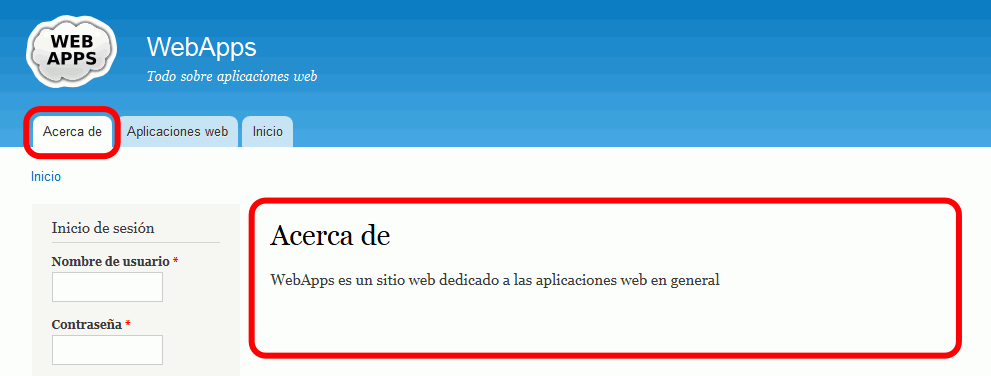 WEB
APPS
WebApps
Todo sobre aplicaciones web
Acerca de
Aplicaciones web
Inicio
Inicio
Inicio de sesión
Nombre de usuario *
Contraseña *
Acerca de
WebApps es un sitio web dedicado a las aplicaciones web en general